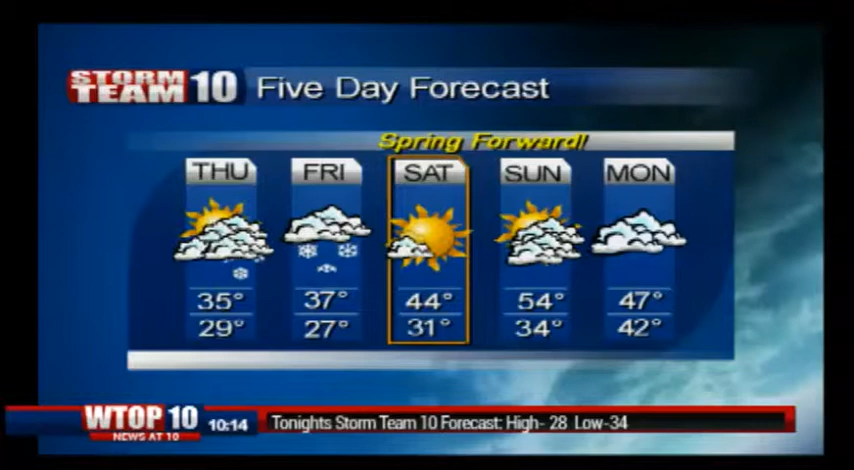 STORM TEAM 10 Five Day Forecast
Spring Forward!
THU FRI SAT SUN MON
35° 37° 44° 54° 47°
29° 27° 31° 34° 42°
WTOP 10
NEWS AT 10
10:14
Tonights Storm Team 10 Forecast: High- 28 Low-34